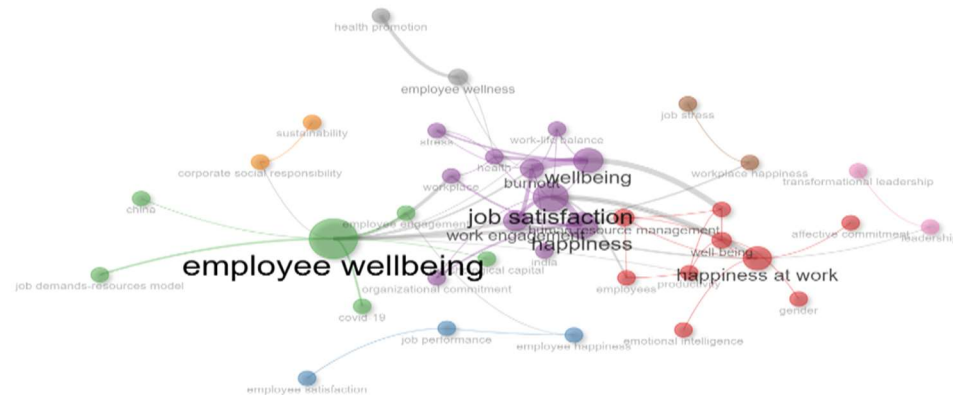 health promotion
employee wellness
job stress
sustainability
stress
work-life balance
corporate social responsibility
health
workplace happiness
workplace
burnout
wellbeing
transformational leadership
china
employee engagement
job satisfaction
human resource management
affective commitment
leadership
work engagement
happiness
well-being
employee wellbeing
india
happiness at work
job demands-resources model
organizational commitment
employees
productivity
gender
covid-19
job performance
employee happiness
emotional intelligence
employee satisfaction